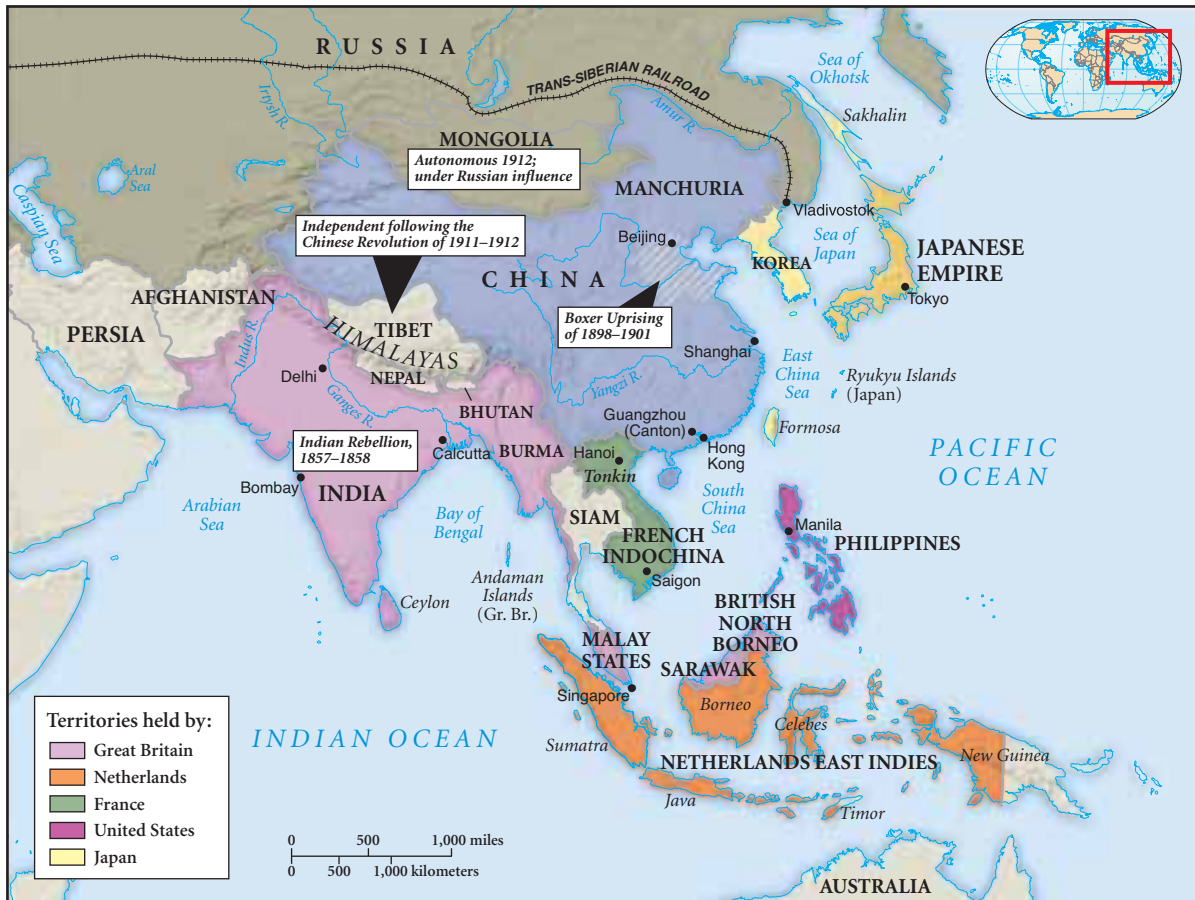 RUSSIA
TRANS-SIBERIAN RAILROAD
Sea of
Okhotsk
Sakhalin
Irtysh R.
Amur R.
MONGOLIA
Autonomous 1912;
under Russian influence
Aral
Sea
Caspian Sea
MANCHURIA
Vladivostok
Independent following the
Chinese Revolution of 1911–1912
Beijing
Sea of
Japan
JAPANESE
EMPIRE
KOREA
CHINA
Tokyo
AFGHANISTAN
PERSIA
Boxer Uprising
of 1898–1901
TIBET
HIMALAYAS
Indus R.
Shanghai
NEPAL
Delhi
East
China
Sea
Ryukyu Islands
(Japan)
Yangzi R.
Ganges R.
BHUTAN
Guangzhou
(Canton)
Formosa
Indian Rebellion,
1857–1858
Calcutta
BURMA
Hanoi
Hong
Kong
Tonkin
PACIFIC
OCEAN
Bombay
INDIA
Arabian
Sea
Bay of
Bengal
South
China
Sea
SIAM
Manila
PHILIPPINES
FRENCH
INDOCHINA
Saigon
Andaman
Islands
(Gr. Br.)
Ceylon
BRITISH
NORTH
BORNEO
MALAY
STATES
SARAWAK
Singapore
Borneo
Celebes
Sumatra
INDIAN OCEAN
NETHERLANDS EAST INDIES
New Guinea
Java
Timor
AUSTRALIA
Territories held by:
Great Britain
Netherlands
France
United States
Japan
0 500 1,000 miles
0 500 1,000 kilometers